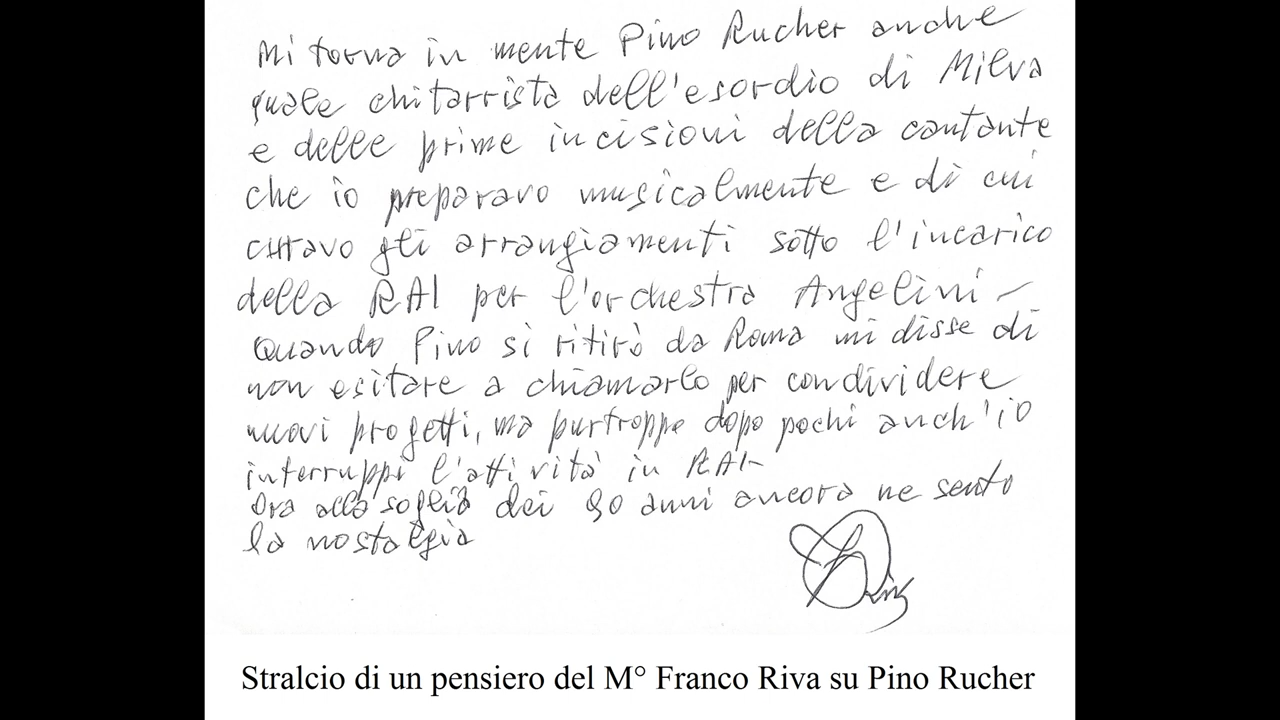 Mi torna in mente Pino Rucher anche
quale chitarrista dell'esordio di Milva
e delle prime incisioni della cantante
che io preparavo musicalmente e di cui
curavo gli arrangiamenti sotto l'incarico
della RAI per l'orchestra Angelini –
Quando Pino si ritirò da Roma mi disse di
non esitare a chiamarlo per condividere
nuovi progetti, ma purtroppo dopo pochi anch'io
interruppi l'attività in RAI–
Ora alla soglia dei 90 anni ancora ne sento
la nostalgia
Stralcio di un pensiero del M° Franco Riva su Pino Rucher